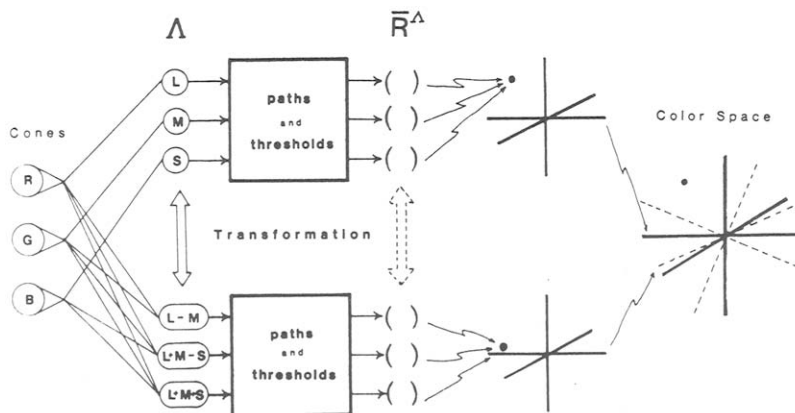 Λ
R̄^Λ
Cones
L
M
S
paths
and
thresholds
( )
( )
( )
Color Space
R
G
B
Transformation
L-M
L+M-S
L+M+S
paths
and
thresholds
( )
( )
( )